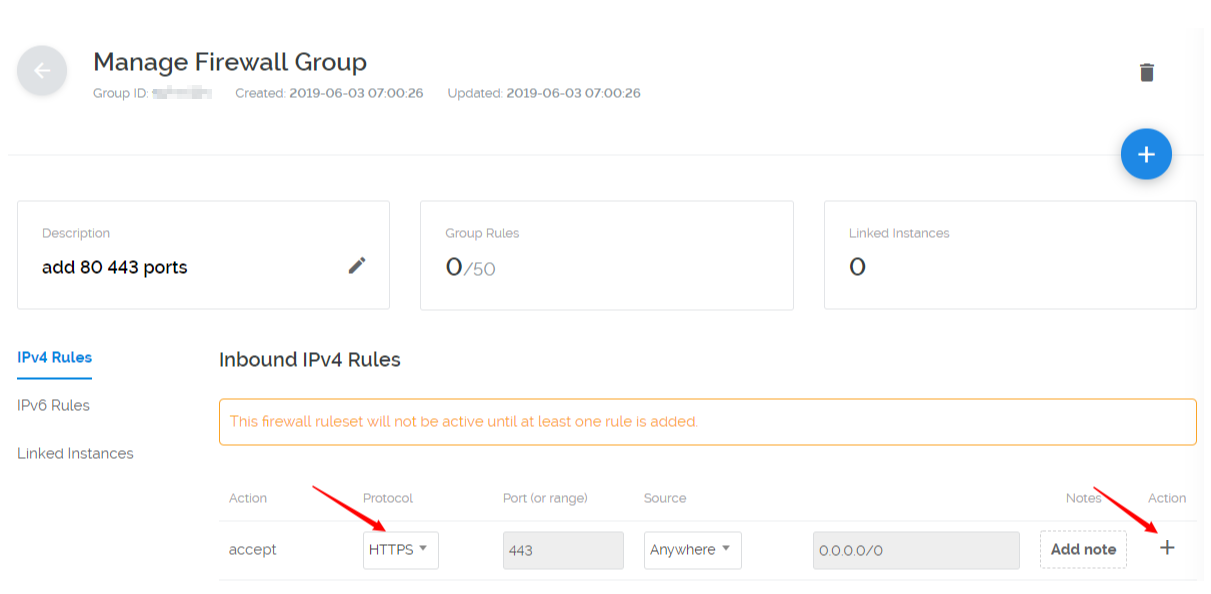 Manage Firewall Group
Group ID: Created: 2019-06-03 07:00:26 Updated: 2019-06-03 07:00:26
Description
add 80 443 ports
Group Rules
0/50
Linked Instances
0
IPv4 Rules
IPv6 Rules
Linked Instances
Inbound IPv4 Rules
This firewall ruleset will not be active until at least one rule is added.
Action Protocol Port (or range) Source Notes Action
accept HTTPS 443 Anywhere 0.0.0.0/0 Add note